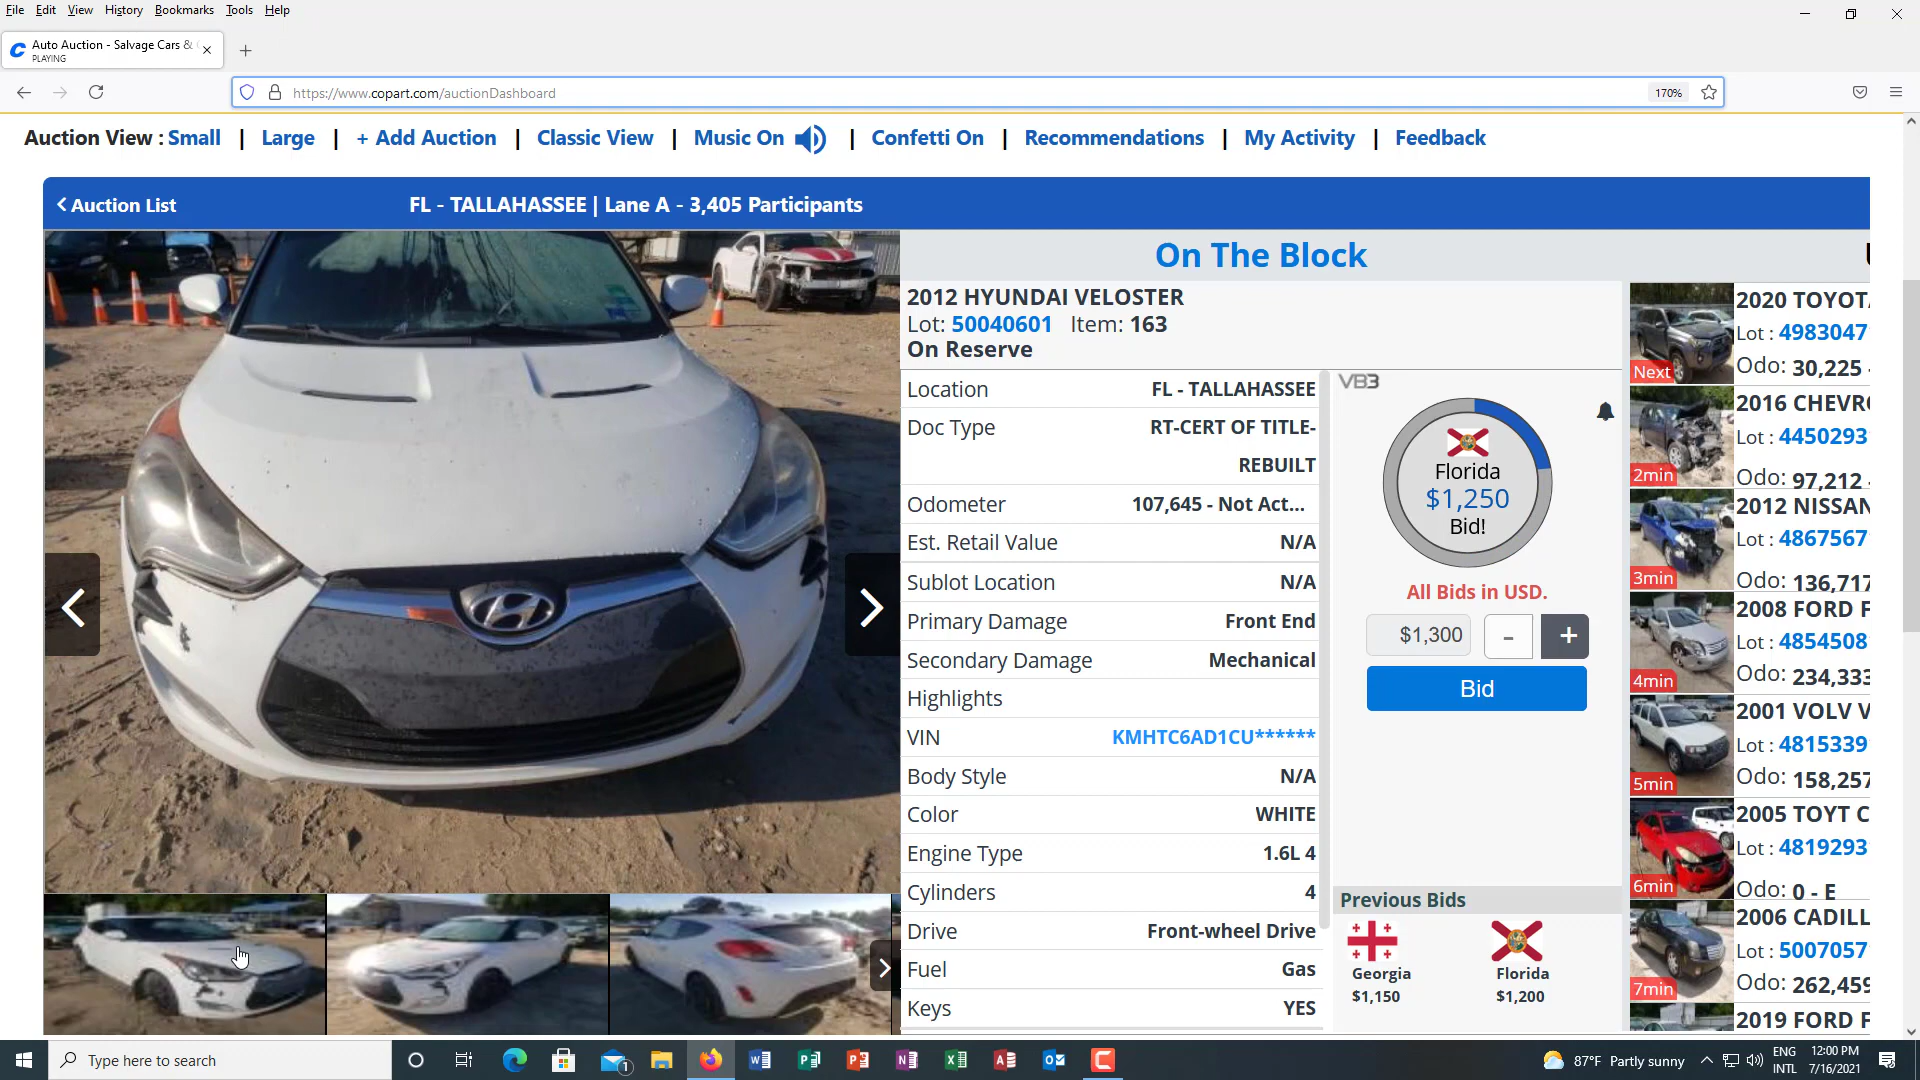 File Edit View History Bookmarks Tools Help
Auto Auction - Salvage Cars &
PLAYING
https://www.copart.com/auctionDashboard
170%
Auction View : Small | Large | + Add Auction | Classic View | Music On | Confetti On | Recommendations | My Activity | Feedback
Auction List
FL - TALLAHASSEE | Lane A - 3,405 Participants
On The Block
2012 HYUNDAI VELOSTER
Lot: 50040601 Item: 163
On Reserve
Location FL - TALLAHASSEE
Doc Type RT-CERT OF TITLE-
REBUILT
Odometer 107,645 - Not Act...
Est. Retail Value N/A
Sublot Location N/A
Primary Damage Front End
Secondary Damage Mechanical
Highlights
VIN KMHTC6AD1CU******
Body Style N/A
Color WHITE
Engine Type 1.6L 4
Cylinders 4
Drive Front-wheel Drive
Fuel Gas
Keys YES
VB3
Florida
$1,250
Bid!
All Bids in USD.
$1,300 - +
Bid
Previous Bids
Georgia
$1,150
Florida
$1,200
2020 TOYOT
Lot : 4983047
Odo: 30,225 -
Next
2016 CHEVR
Lot : 4450293
Odo: 97,212 -
2min
2012 NISSAN
Lot : 4867567
Odo: 136,717
3min
2008 FORD F
Lot : 4854508
Odo: 234,333
4min
2001 VOLV V
Lot : 4815339
Odo: 158,257
5min
2005 TOYT C
Lot : 4819293
Odo: 0 - E
6min
2006 CADILL
Lot : 5007057
Odo: 262,459
7min
2019 FORD F
Type here to search
1
87°F Partly sunny
ENG
INTL
12:00 PM
7/16/2021